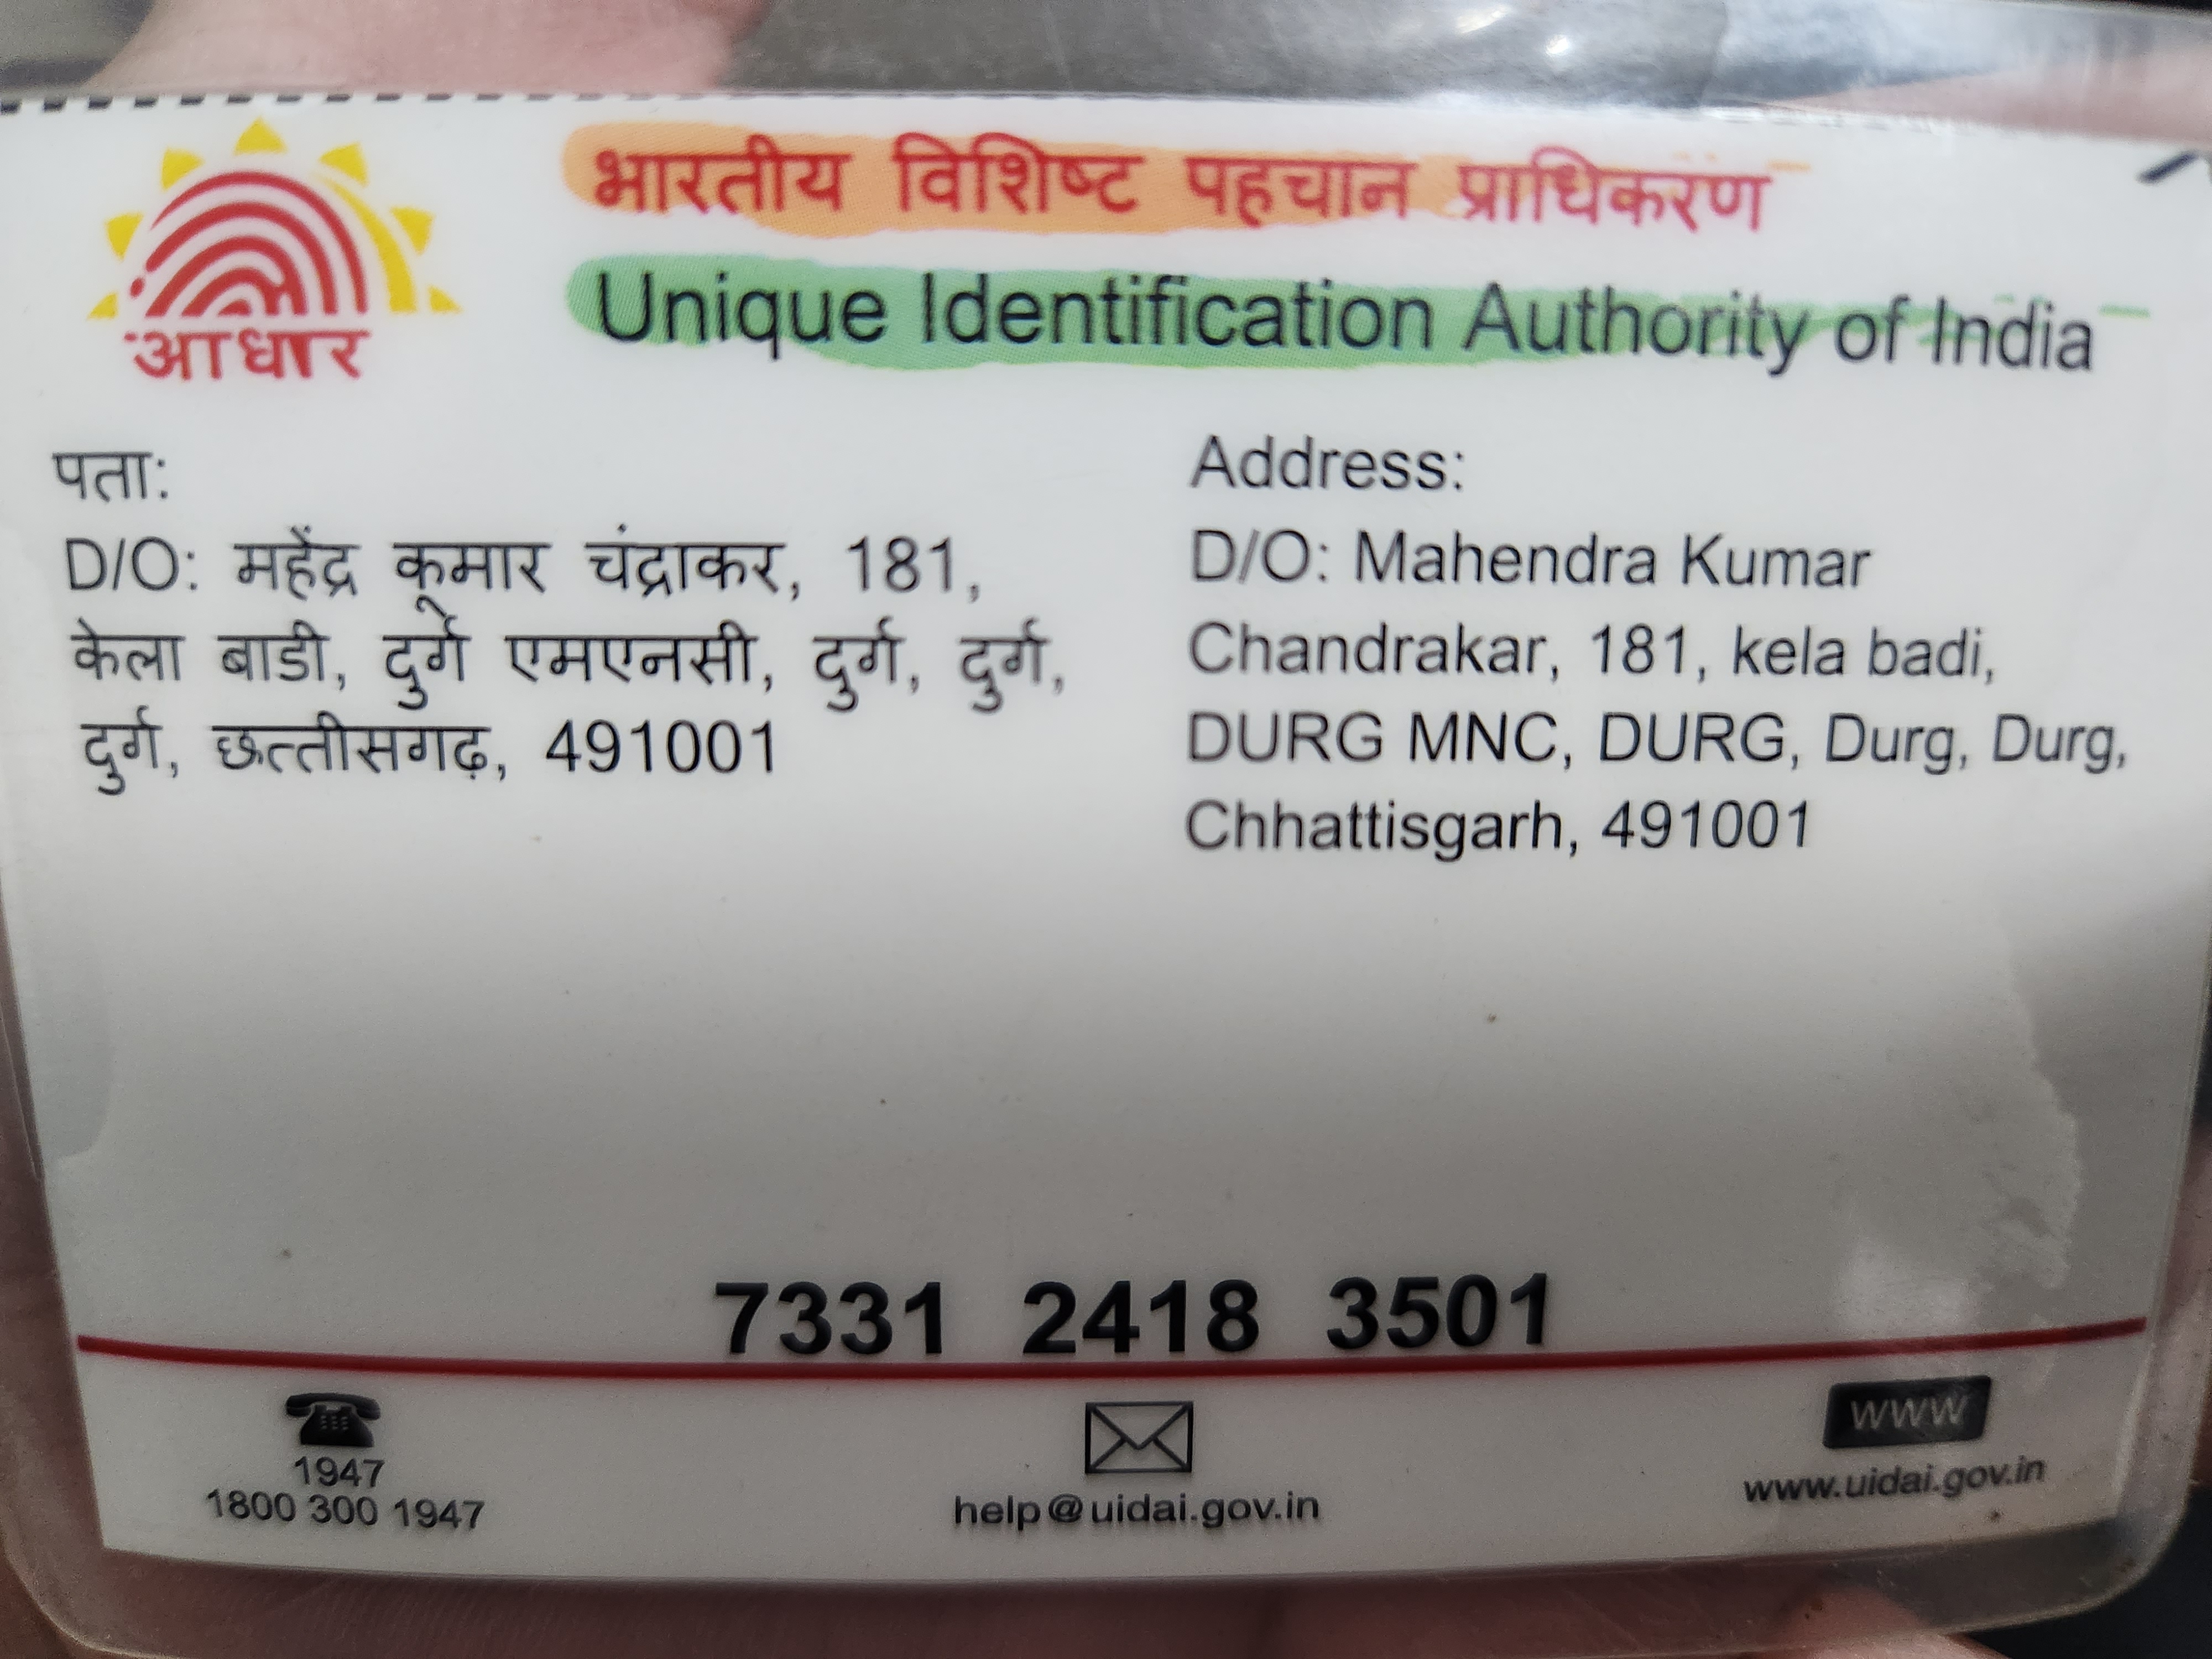 आधार
भारतीय विशिष्ट पहचान प्राधिकरण
Unique Identification Authority of India
पता:
D/O: महेंद्र कूमार चंद्राकर, 181,
केला बाडी, दुर्ग एमएनसी, दुर्ग, दुर्ग,
दुर्ग, छत्तीसगढ़, 491001
Address:
D/O: Mahendra Kumar
Chandrakar, 181, kela badi,
DURG MNC, DURG, Durg, Durg,
Chhattisgarh, 491001
7331 2418 3501
1947
1800 300 1947
help@uidai.gov.in
WWW
www.uidai.gov.in